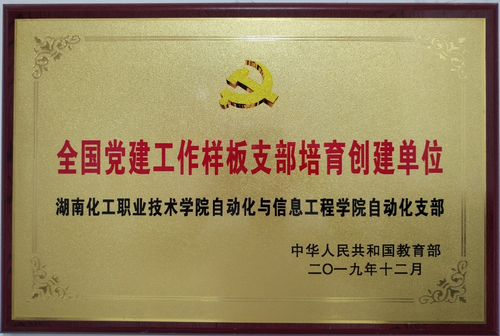 全国党建工作样板支部培育创建单位
湖南化工职业技术学院自动化与信息工程学院自动化支部
中华人民共和国教育部
二〇一九年十二月